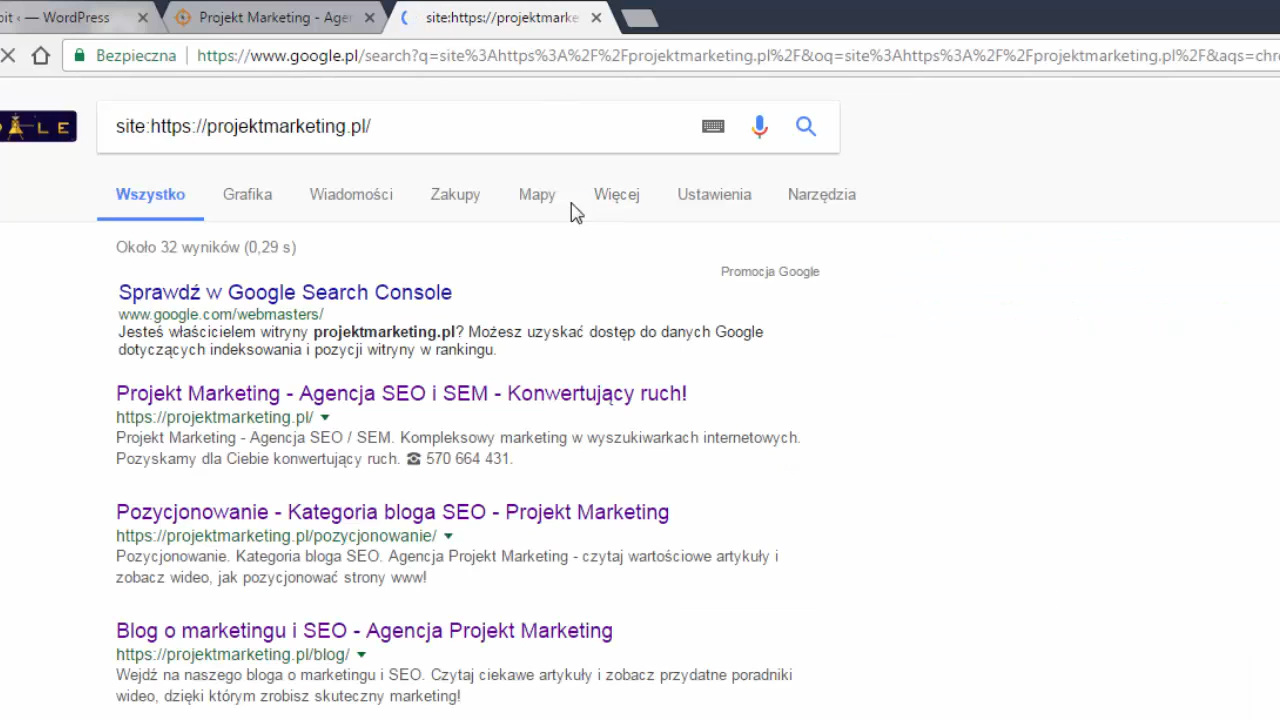 oit ‹ — WordPress
Projekt Marketing - Agen
site:https://projektmarke
Bezpieczna
https://www.google.pl/search?q=site%3Ahttps%3A%2F%2Fprojektmarketing.pl%2F&oq=site%3Ahttps%3A%2F%2Fprojektmarketing.pl%2F&aqs=chro
L E
site:https://projektmarketing.pl/
Wszystko Grafika Wiadomości Zakupy Mapy Więcej Ustawienia Narzędzia
Około 32 wyników (0,29 s)
Promocja Google
Sprawdź w Google Search Console
www.google.com/webmasters/
Jesteś właścicielem witryny projektmarketing.pl? Możesz uzyskać dostęp do danych Google
dotyczących indeksowania i pozycji witryny w rankingu.
Projekt Marketing - Agencja SEO i SEM - Konwertujący ruch!
https://projektmarketing.pl/
Projekt Marketing - Agencja SEO / SEM. Kompleksowy marketing w wyszukiwarkach internetowych.
Pozyskamy dla Ciebie konwertujący ruch. ☎ 570 664 431.
Pozycjonowanie - Kategoria bloga SEO - Projekt Marketing
https://projektmarketing.pl/pozycjonowanie/
Pozycjonowanie. Kategoria bloga SEO. Agencja Projekt Marketing - czytaj wartościowe artykuły i
zobacz wideo, jak pozycjonować strony www!
Blog o marketingu i SEO - Agencja Projekt Marketing
https://projektmarketing.pl/blog/
Wejdź na naszego bloga o marketingu i SEO. Czytaj ciekawe artykuły i zobacz przydatne poradniki
wideo, dzięki którym zrobisz skuteczny marketing!